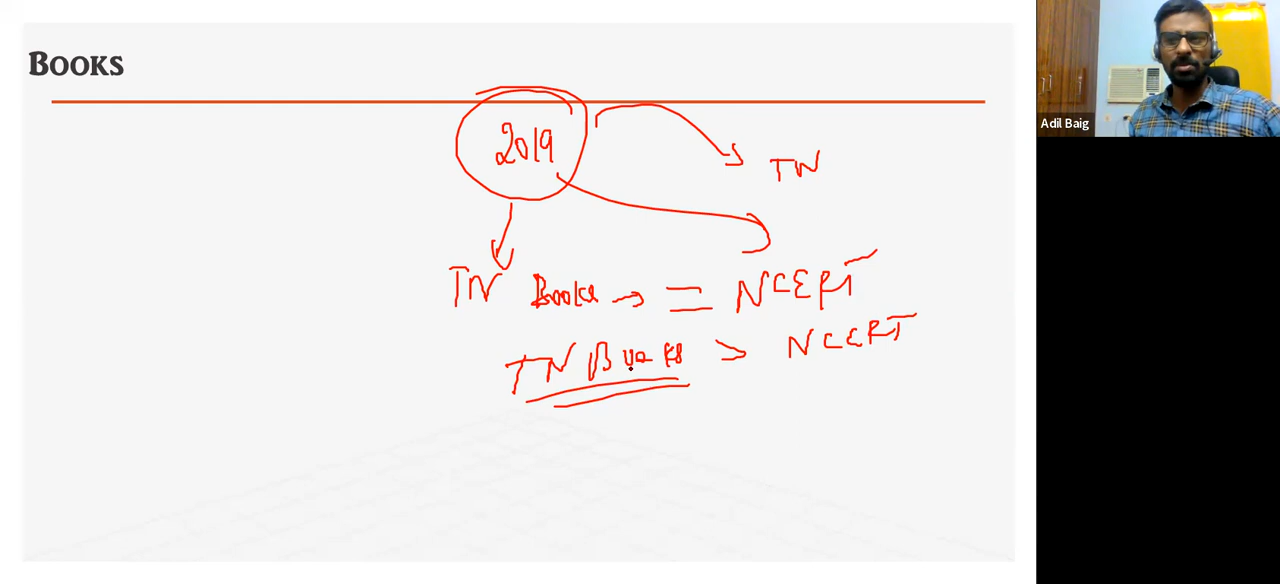 BOOKS
Adil Baig
2019
TN
TN Books → = NCERT
TN Books > NCERT